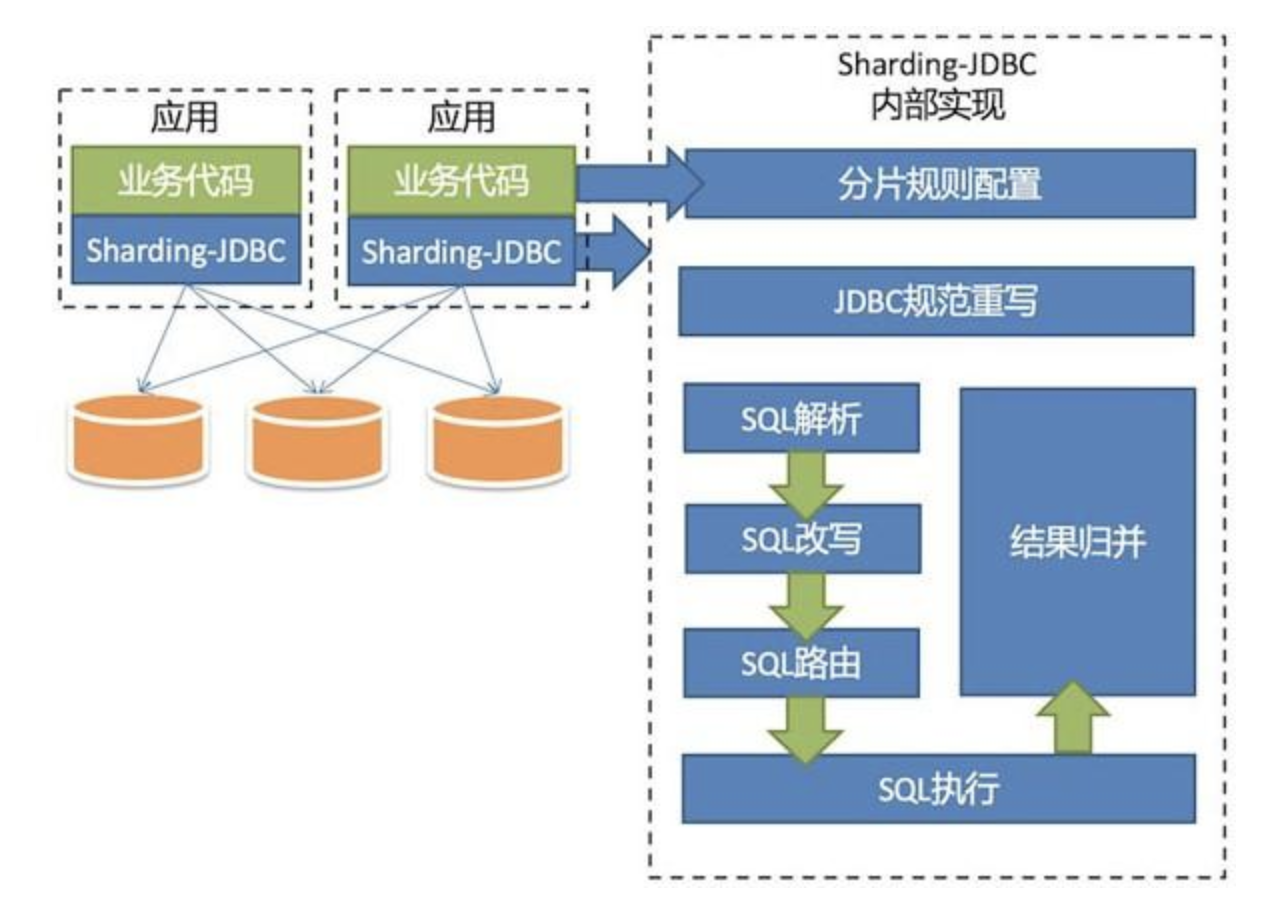 应用
业务代码
Sharding-JDBC
应用
业务代码
Sharding-JDBC
Sharding-JDBC
内部实现
分片规则配置
JDBC规范重写
SQL解析
SQL改写
SQL路由
结果归并
SQL执行